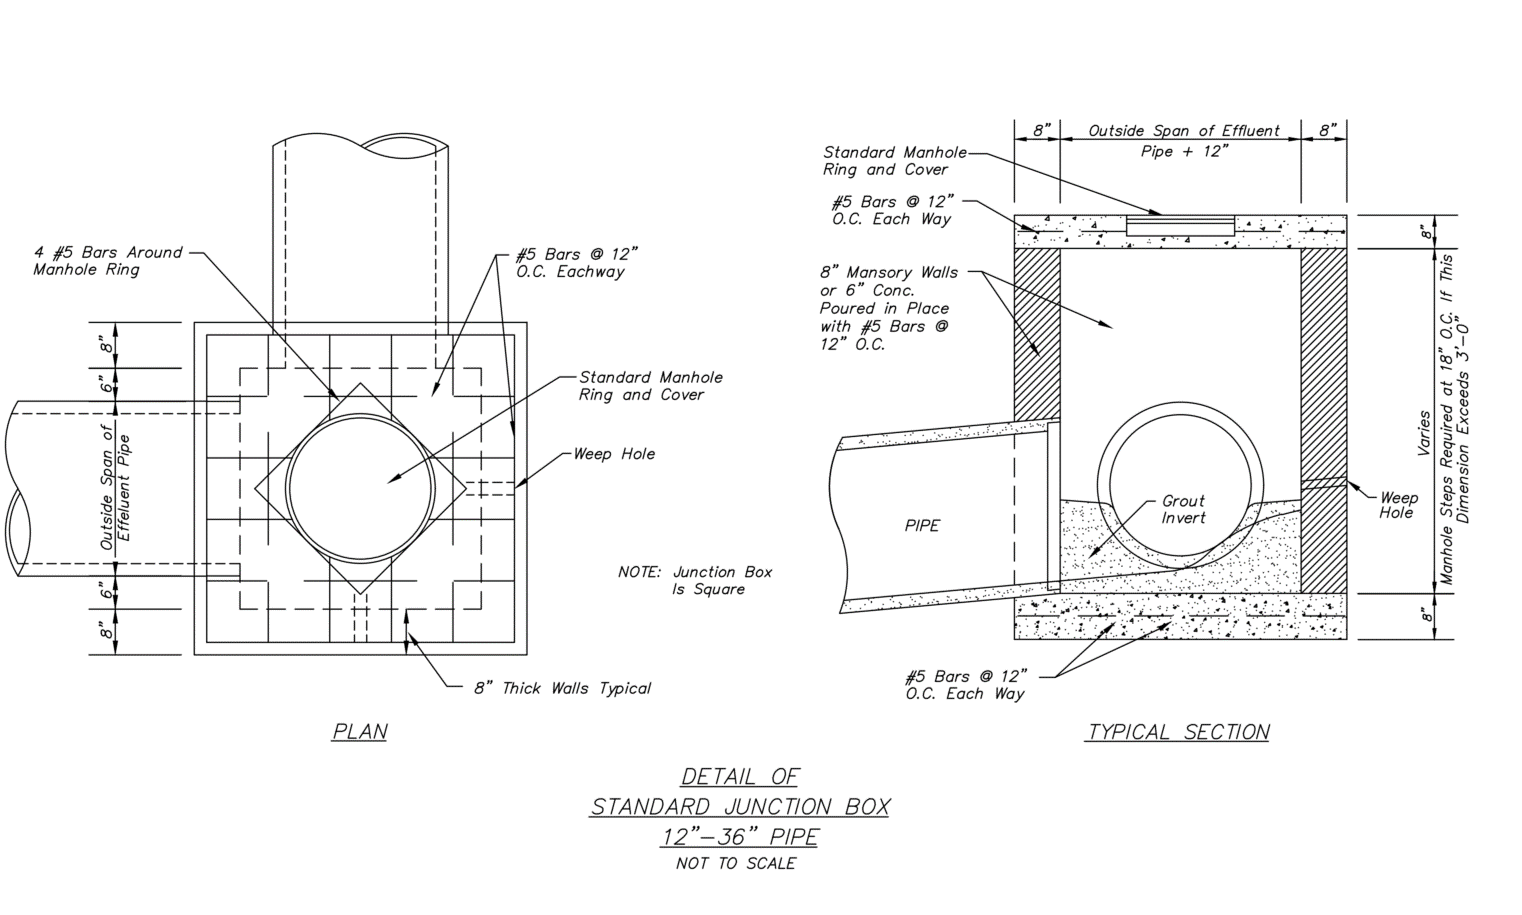 4 #5 Bars Around
Manhole Ring
#5 Bars @ 12"
O.C. Eachway
8"
6"
Outside Span of
Effeluent Pipe
6"
8"
Standard Manhole
Ring and Cover
Weep Hole
NOTE: Junction Box
Is Square
8" Thick Walls Typical
PLAN
8"
Outside Span of Effluent
Pipe + 12"
8"
Standard Manhole
Ring and Cover
#5 Bars @ 12"
O.C. Each Way
8" Mansory Walls
or 6" Conc.
Poured in Place
with #5 Bars @
12" O.C.
8"
Varies
Manhole Steps Required at 18" O.C. If This
Dimension Exceeds 3'-0"
8"
PIPE
Grout
Invert
Weep
Hole
#5 Bars @ 12"
O.C. Each Way
TYPICAL SECTION
DETAIL OF
STANDARD JUNCTION BOX
12"-36" PIPE
NOT TO SCALE